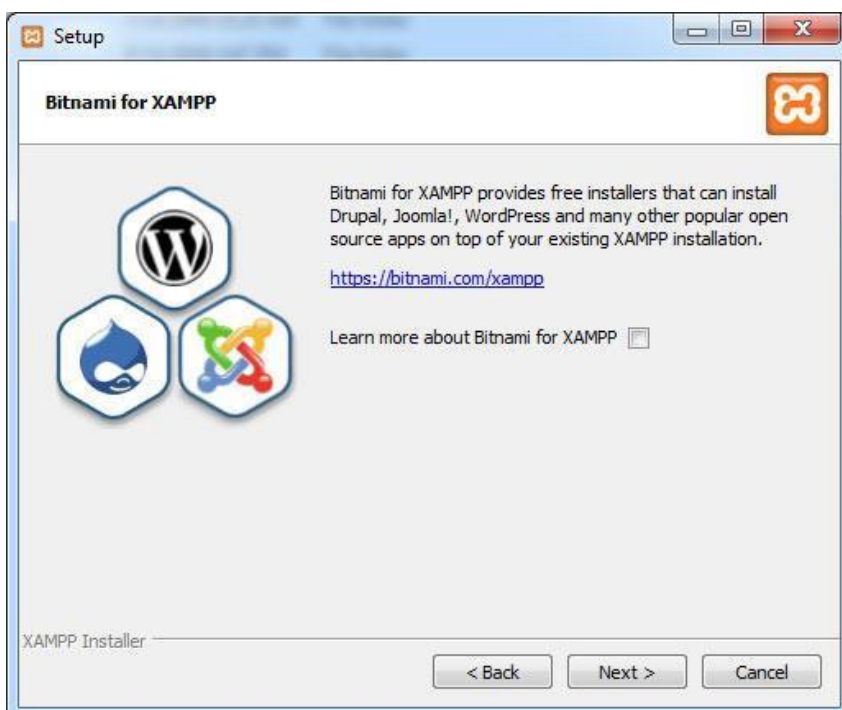 Setup
Bitnami for XAMPP
Bitnami for XAMPP provides free installers that can install
Drupal, Joomla!, WordPress and many other popular open
source apps on top of your existing XAMPP installation.
https://bitnami.com/xampp
Learn more about Bitnami for XAMPP
XAMPP Installer
< Back Next > Cancel